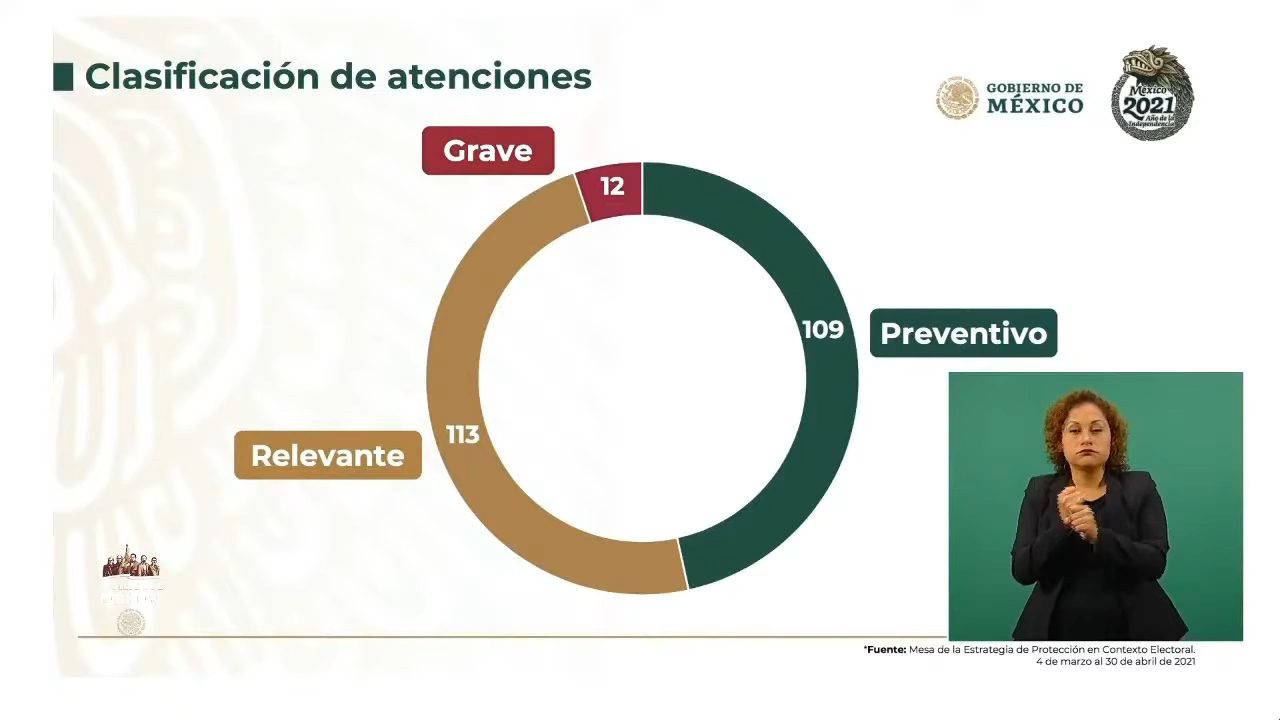 Clasificación de atenciones
GOBIERNO DE
MÉXICO
México
2021
Año de la
Independencia
Grave
12
109
Preventivo
113
Relevante
*Fuente: Mesa de la Estrategia de Protección en Contexto Electoral.
4 de marzo al 30 de abril de 2021